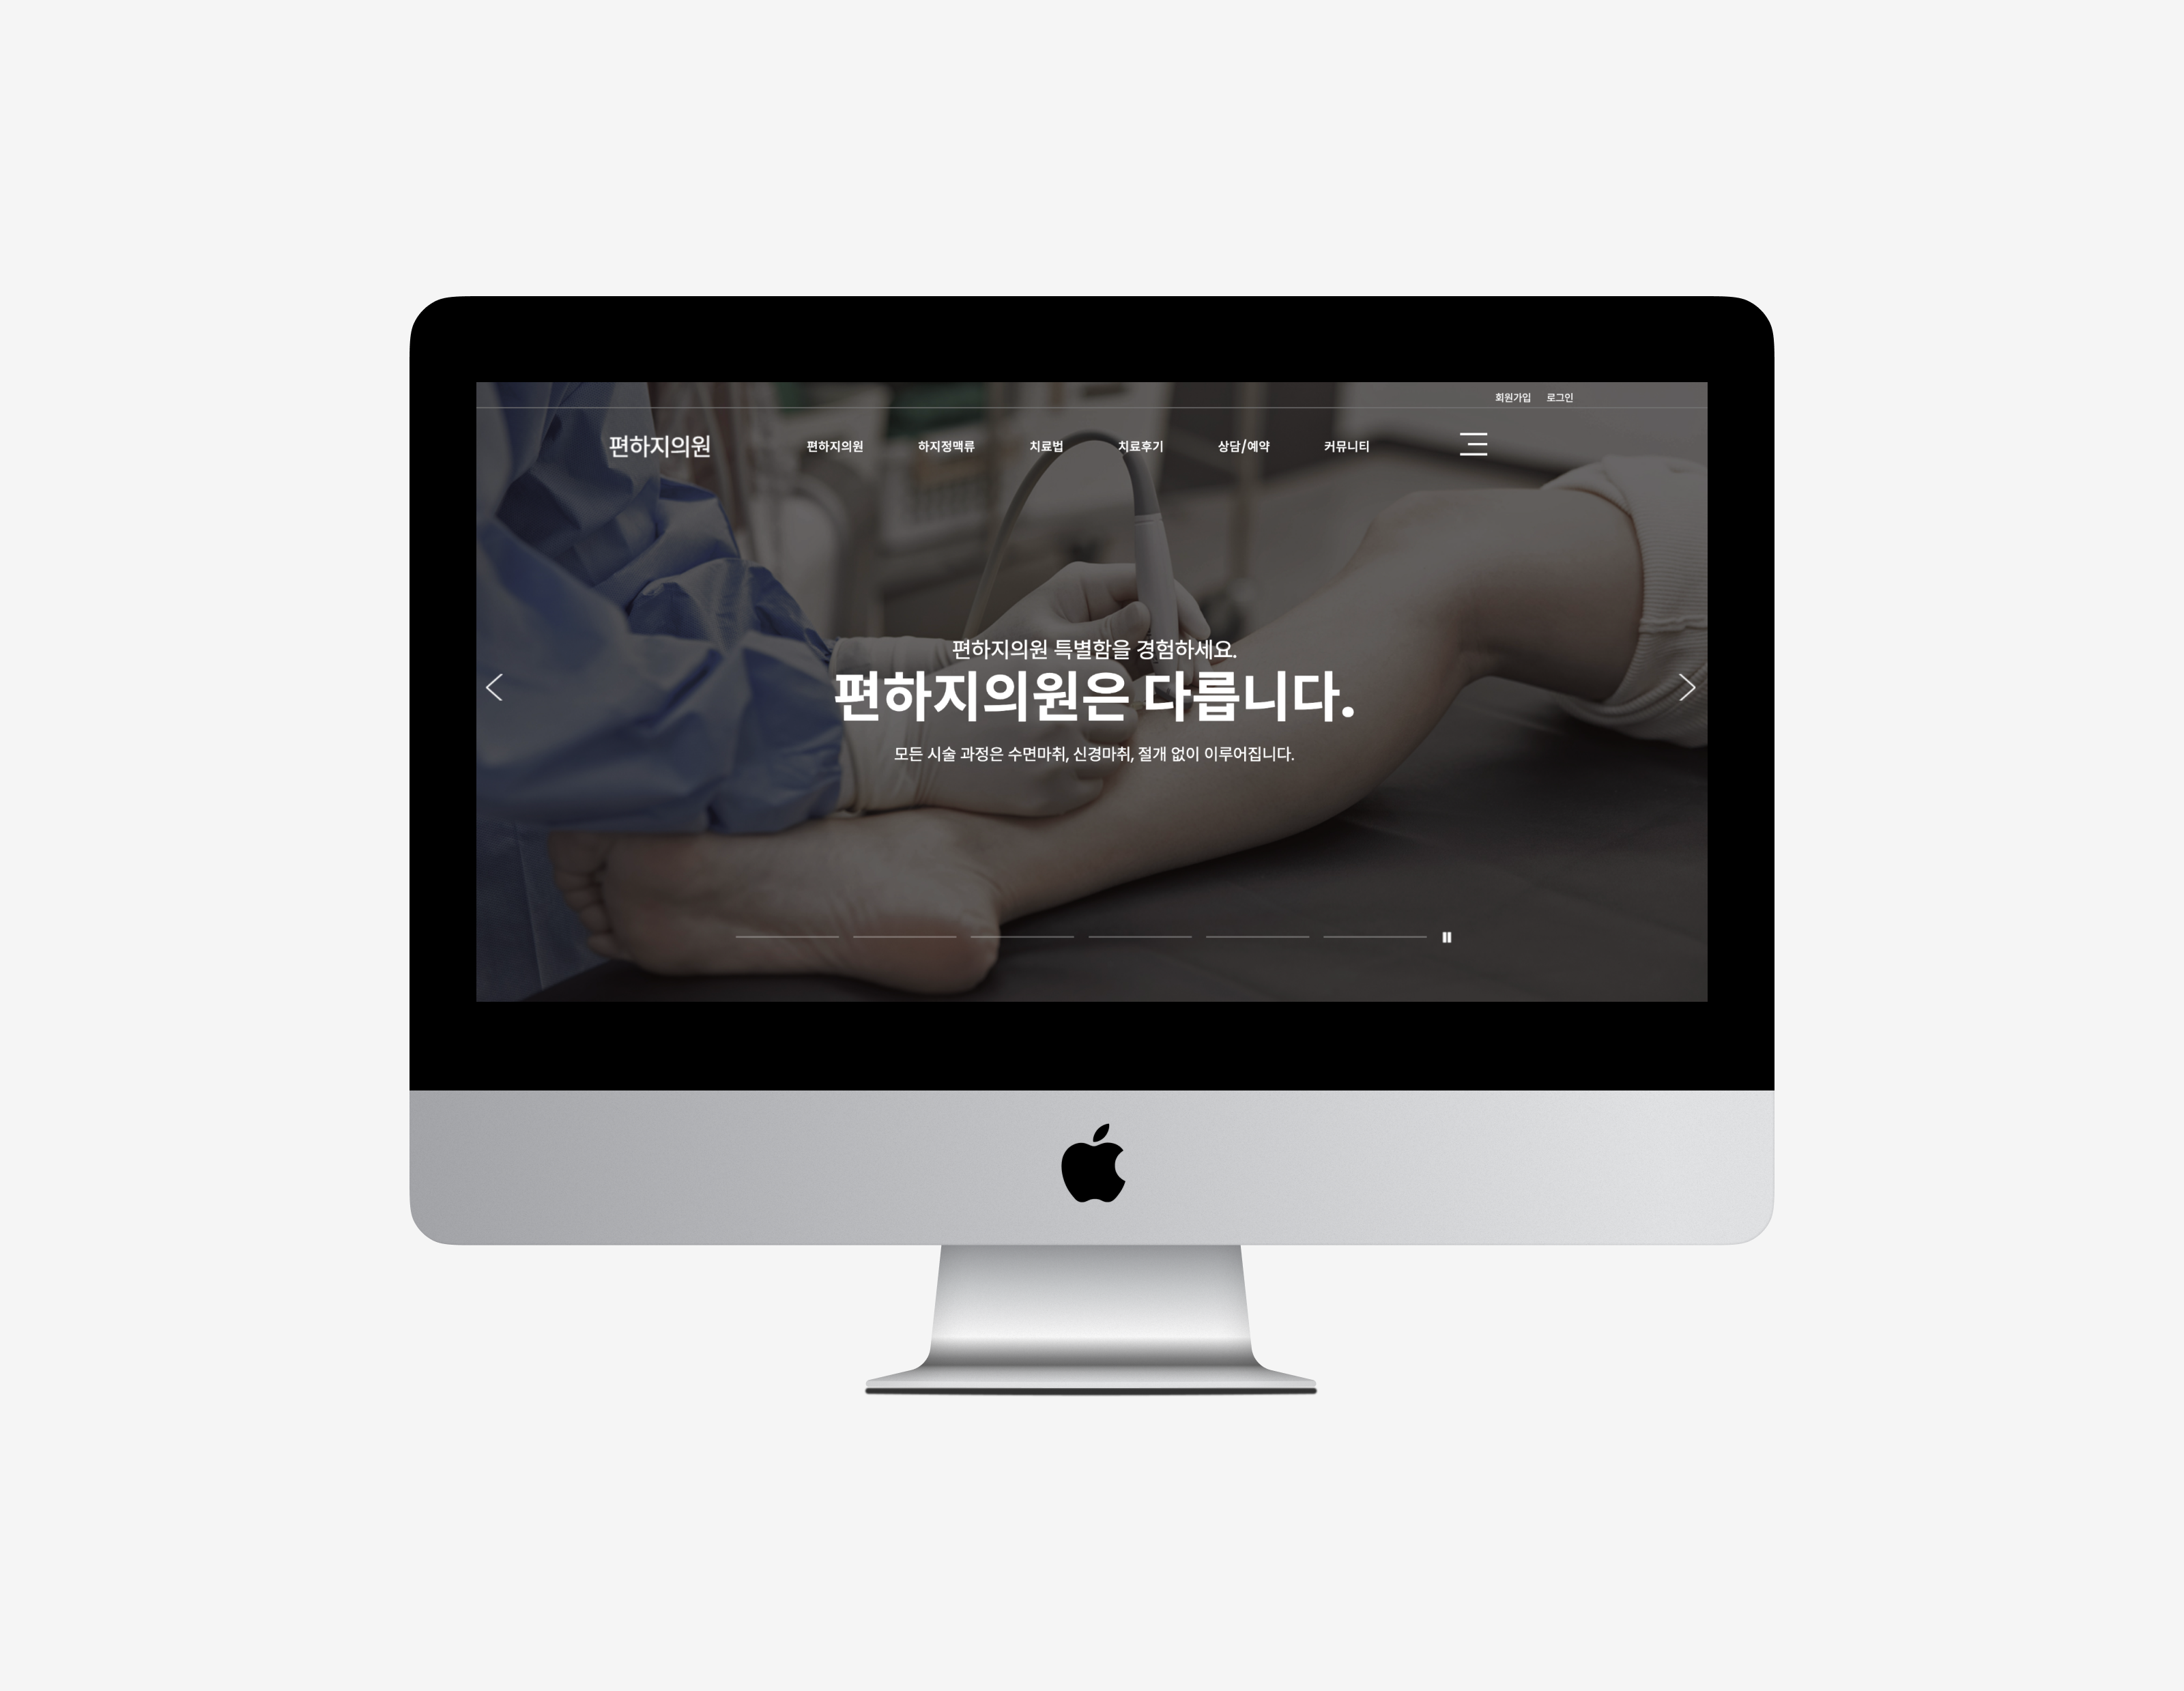 회원가입 로그인
편하지의원 편하지의원 하지정맥류 치료법 치료후기 상담/예약 커뮤니티
편하지의원 특별함을 경험하세요.
편하지의원은 다릅니다.
모든 시술 과정은 수면마취, 신경마취, 절개 없이 이루어집니다.